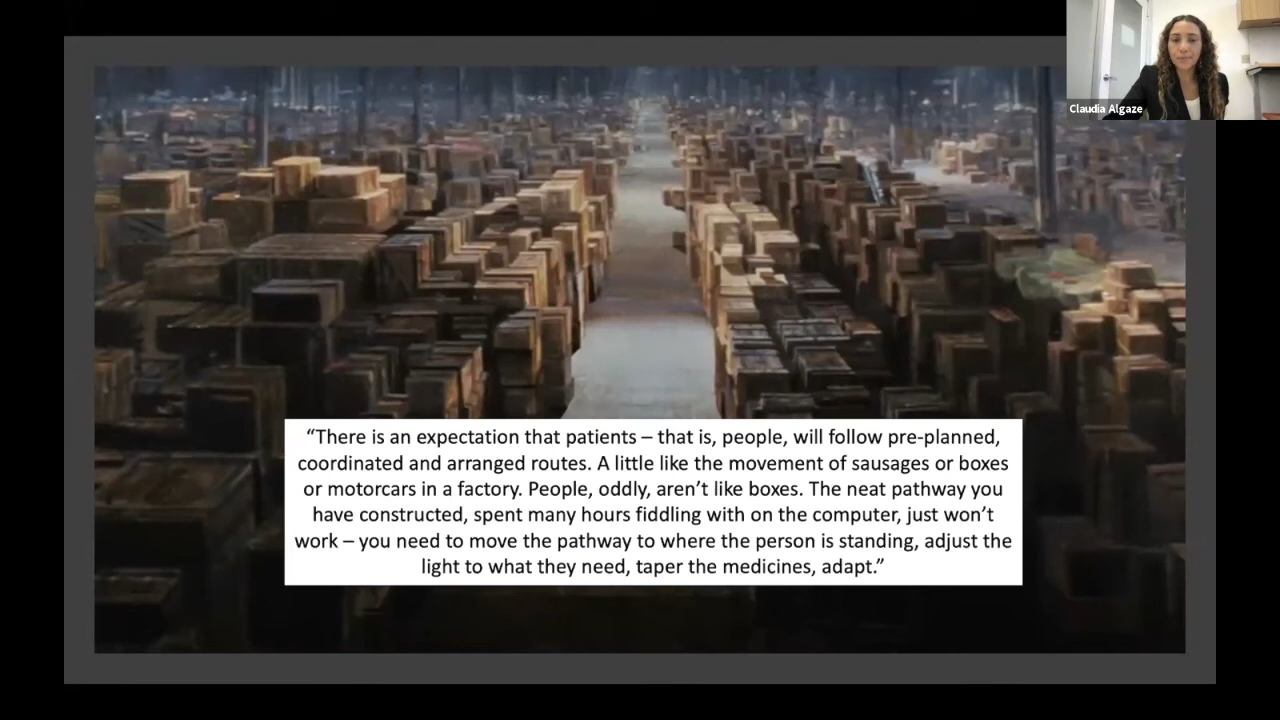 Claudia Algaze
“There is an expectation that patients – that is, people, will follow pre-planned,
coordinated and arranged routes. A little like the movement of sausages or boxes
or motorcars in a factory. People, oddly, aren’t like boxes. The neat pathway you
have constructed, spent many hours fiddling with on the computer, just won’t
work – you need to move the pathway to where the person is standing, adjust the
light to what they need, taper the medicines, adapt.”